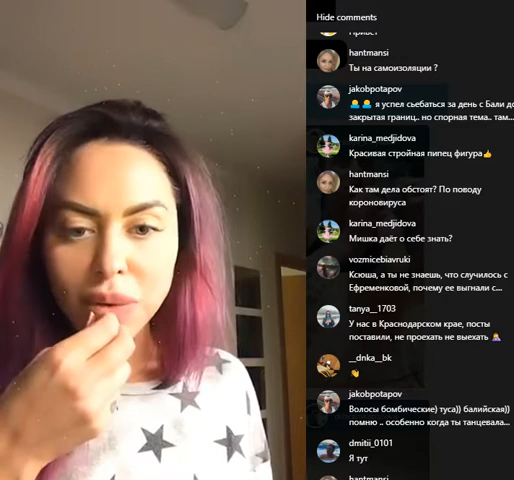 Hide comments
Привет
hantmansi
Ты на самоизоляции ?
jakobpotapov
я успел сьебаться за день с Бали до
закрытая границ.. но спорная тема.. там...
karina_medjidova
Красивая стройная пипец фигура👍
hantmansi
Как там дела обстоят? По поводу
короновируса
karina_medjidova
Мишка даёт о себе знать?
vozmicebiavruki
Ксюша, а ты не знаешь, что случилось с
Ефременковой, почему ее выгнали с...
tanya__1703
У нас в Краснодарском крае, посты
поставили, не проехать не выехать 🤷‍♀️
__dnka__bk
👏
jakobpotapov
Волосы бомбические) туса)) балийская))
помню .. особенно когда ты танцевала...
dmitii_0101
Я тут
hantmansi